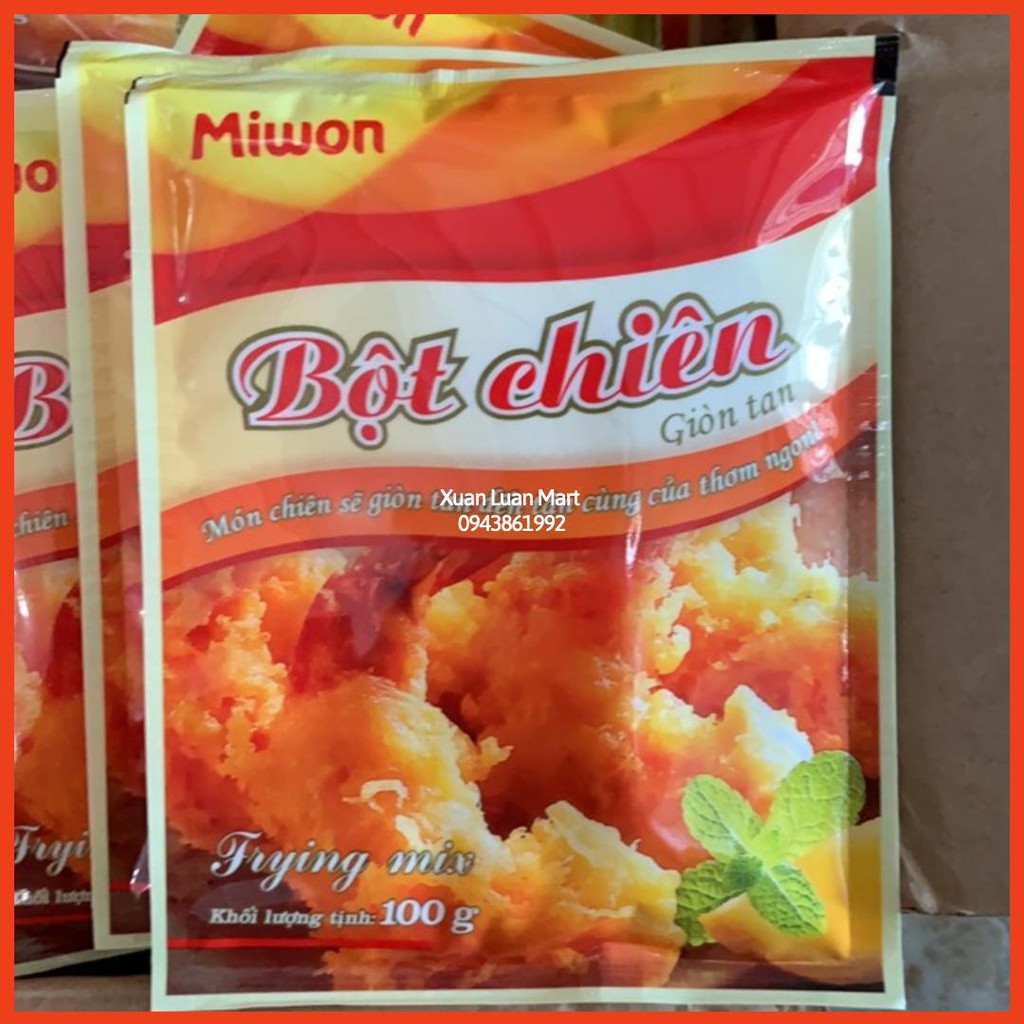 Miwon
Bột chiên
Giòn tan
Món chiên sẽ giòn tan cùng của thơm ngon!
Xuan Luan Mart
0943861992
Frying mix
Khối lượng tịnh: 100 g